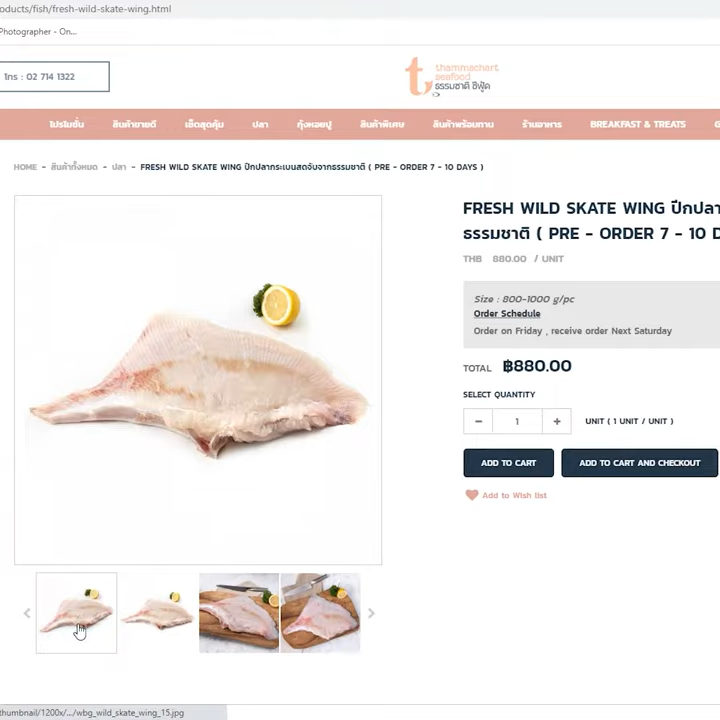 oducts/fish/fresh-wild-skate-wing.html
Photographer - On...
โทร : 02 714 1322
thammachart
seafood
ธรรมชาติ ซีฟู้ด
โปรโมชั่น สินค้าขายดี เซ็ตสุดคุ้ม ปลา กุ้งหอยปู สินค้าพิเศษ สินค้าพร้อมทาน ร้านอาหาร BREAKFAST & TREATS G
HOME - สินค้าทั้งหมด - ปลา - FRESH WILD SKATE WING ปีกปลากระเบนสดจับจากธรรมชาติ ( PRE - ORDER 7 - 10 DAYS )
FRESH WILD SKATE WING ปีกปลา
ธรรมชาติ ( PRE - ORDER 7 - 10 D
THB 880.00 / UNIT
Size : 800-1000 g/pc
Order Schedule
Order on Friday , receive order Next Saturday
TOTAL ฿880.00
SELECT QUANTITY
- 1 + UNIT ( 1 UNIT / UNIT )
ADD TO CART ADD TO CART AND CHECKOUT
Add to Wish list
thumbnail/1200x/.../wbg_wild_skate_wing_15.jpg